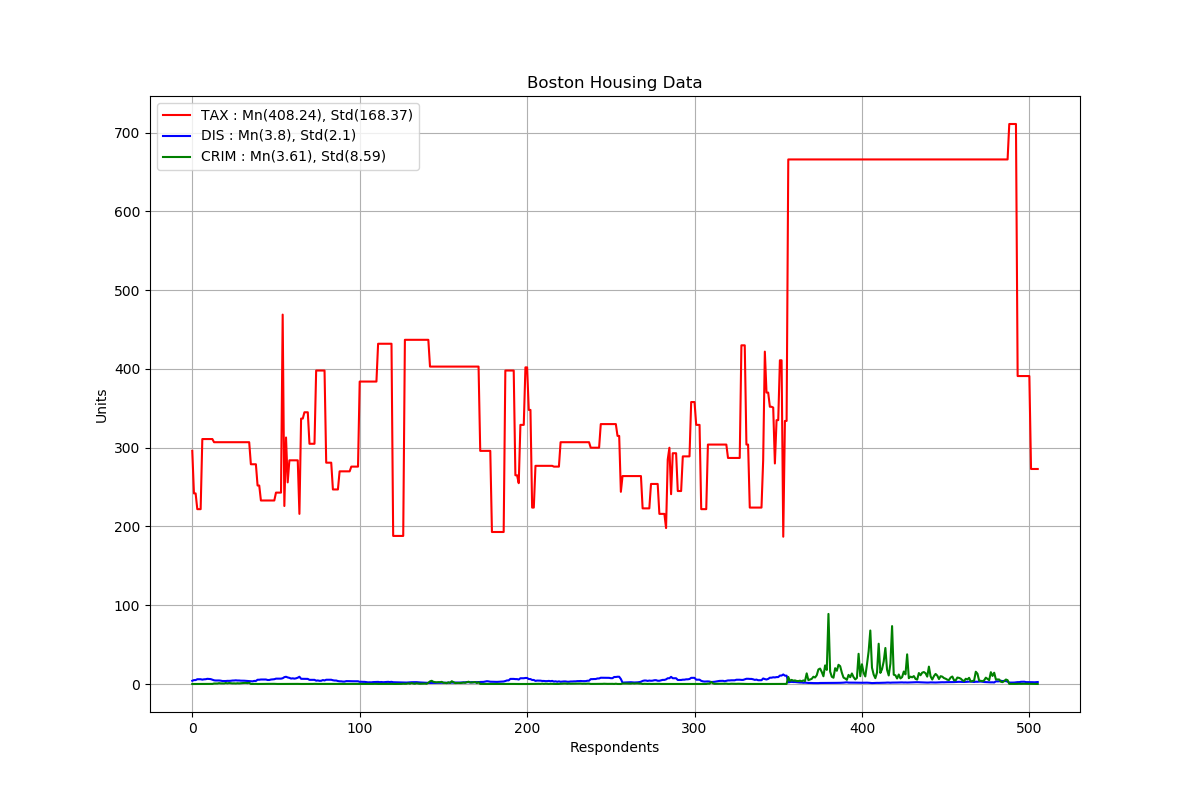 Boston Housing Data
TAX : Mn(408.24), Std(168.37)
DIS : Mn(3.8), Std(2.1)
CRIM : Mn(3.61), Std(8.59)
700
600
500
400
300
200
100
0
Units
0 100 200 300 400 500
Respondents